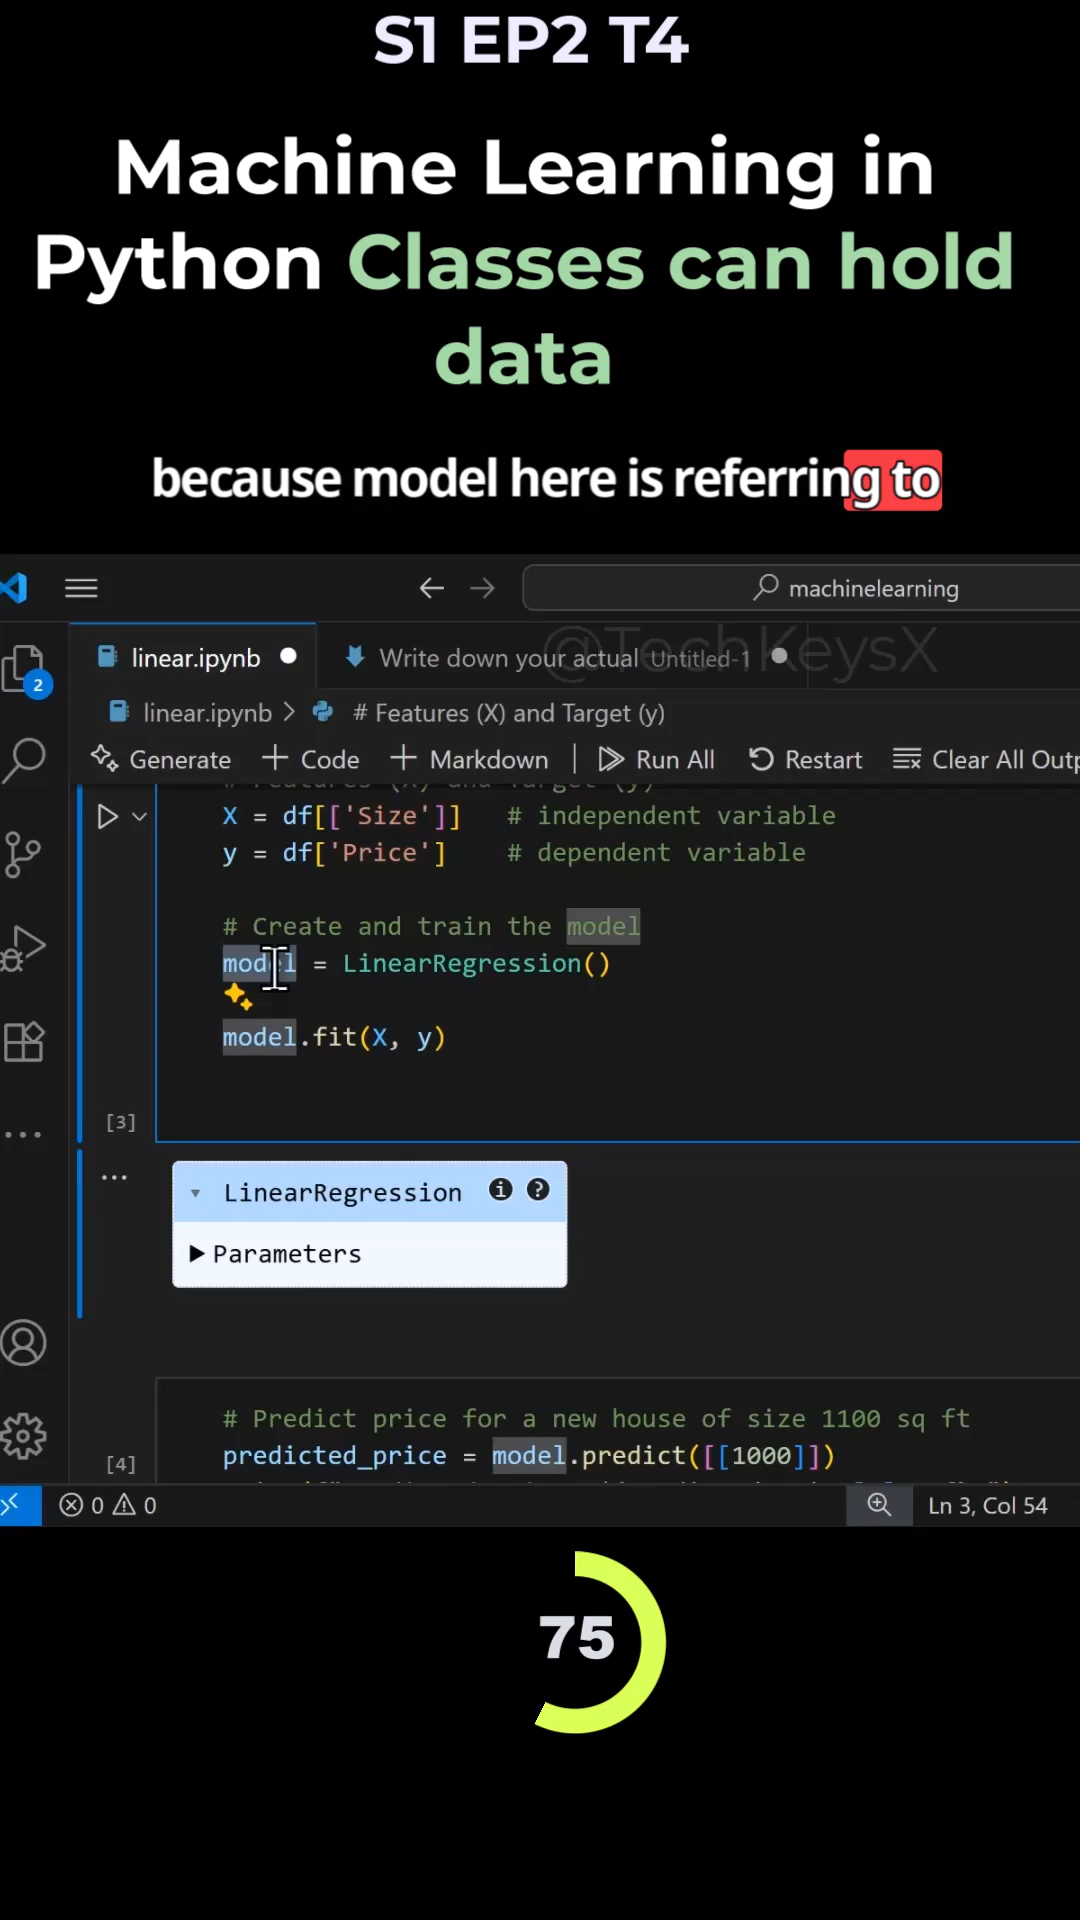 S1 EP2 T4
Machine Learning in
Python Classes can hold
data
because model here is referring to
machinelearning
@TechKeysX
linear.ipynb
Write down your actual Untitled-1
2
linear.ipynb > # Features (X) and Target (y)
Generate + Code + Markdown | Run All Restart Clear All Outp
# Features (X) and Target (y)
X = df[['Size']] # independent variable
y = df['Price'] # dependent variable
# Create and train the model
model = LinearRegression()
model.fit(X, y)
[3]
LinearRegression i ?
Parameters
# Predict price for a new house of size 1100 sq ft
predicted_price = model.predict([[1000]])
[4]
0 0
Ln 3, Col 54
75